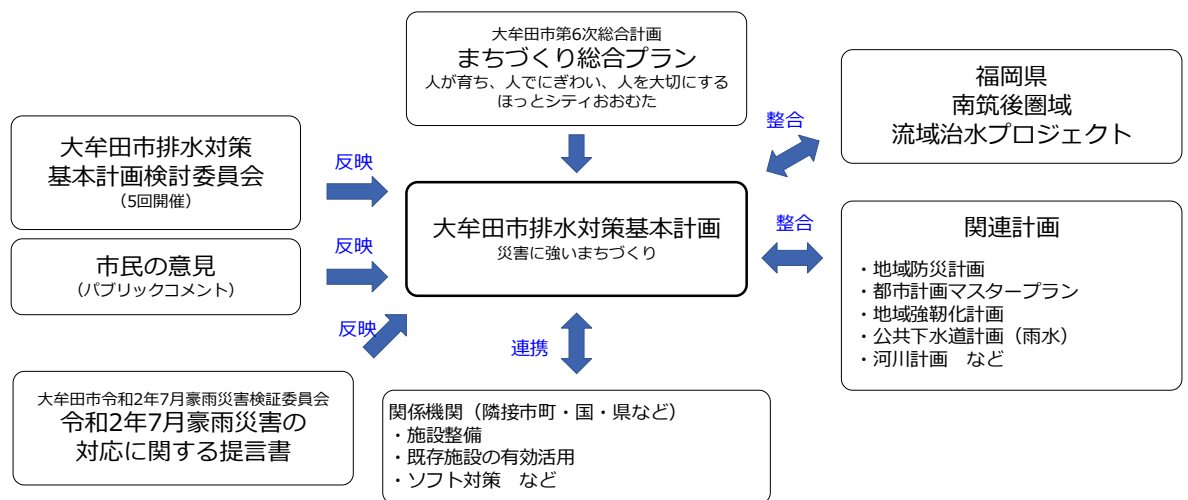 大牟田市第6次総合計画
まちづくり総合プラン
人が育ち、人でにぎわい、人を大切にする
ほっとシティおおむた
福岡県
南筑後圏域
流域治水プロジェクト
整合
大牟田市排水対策
基本計画検討委員会
（5回開催）
反映
大牟田市排水対策基本計画
災害に強いまちづくり
整合
関連計画
・地域防災計画
・都市計画マスタープラン
・地域強靭化計画
・公共下水道計画（雨水）
・河川計画　など
市民の意見
（パブリックコメント）
反映
反映
連携
大牟田市令和2年7月豪雨災害検証委員会
令和2年7月豪雨災害の
対応に関する提言書
関係機関（隣接市町・国・県など）
・施設整備
・既存施設の有効活用
・ソフト対策　など